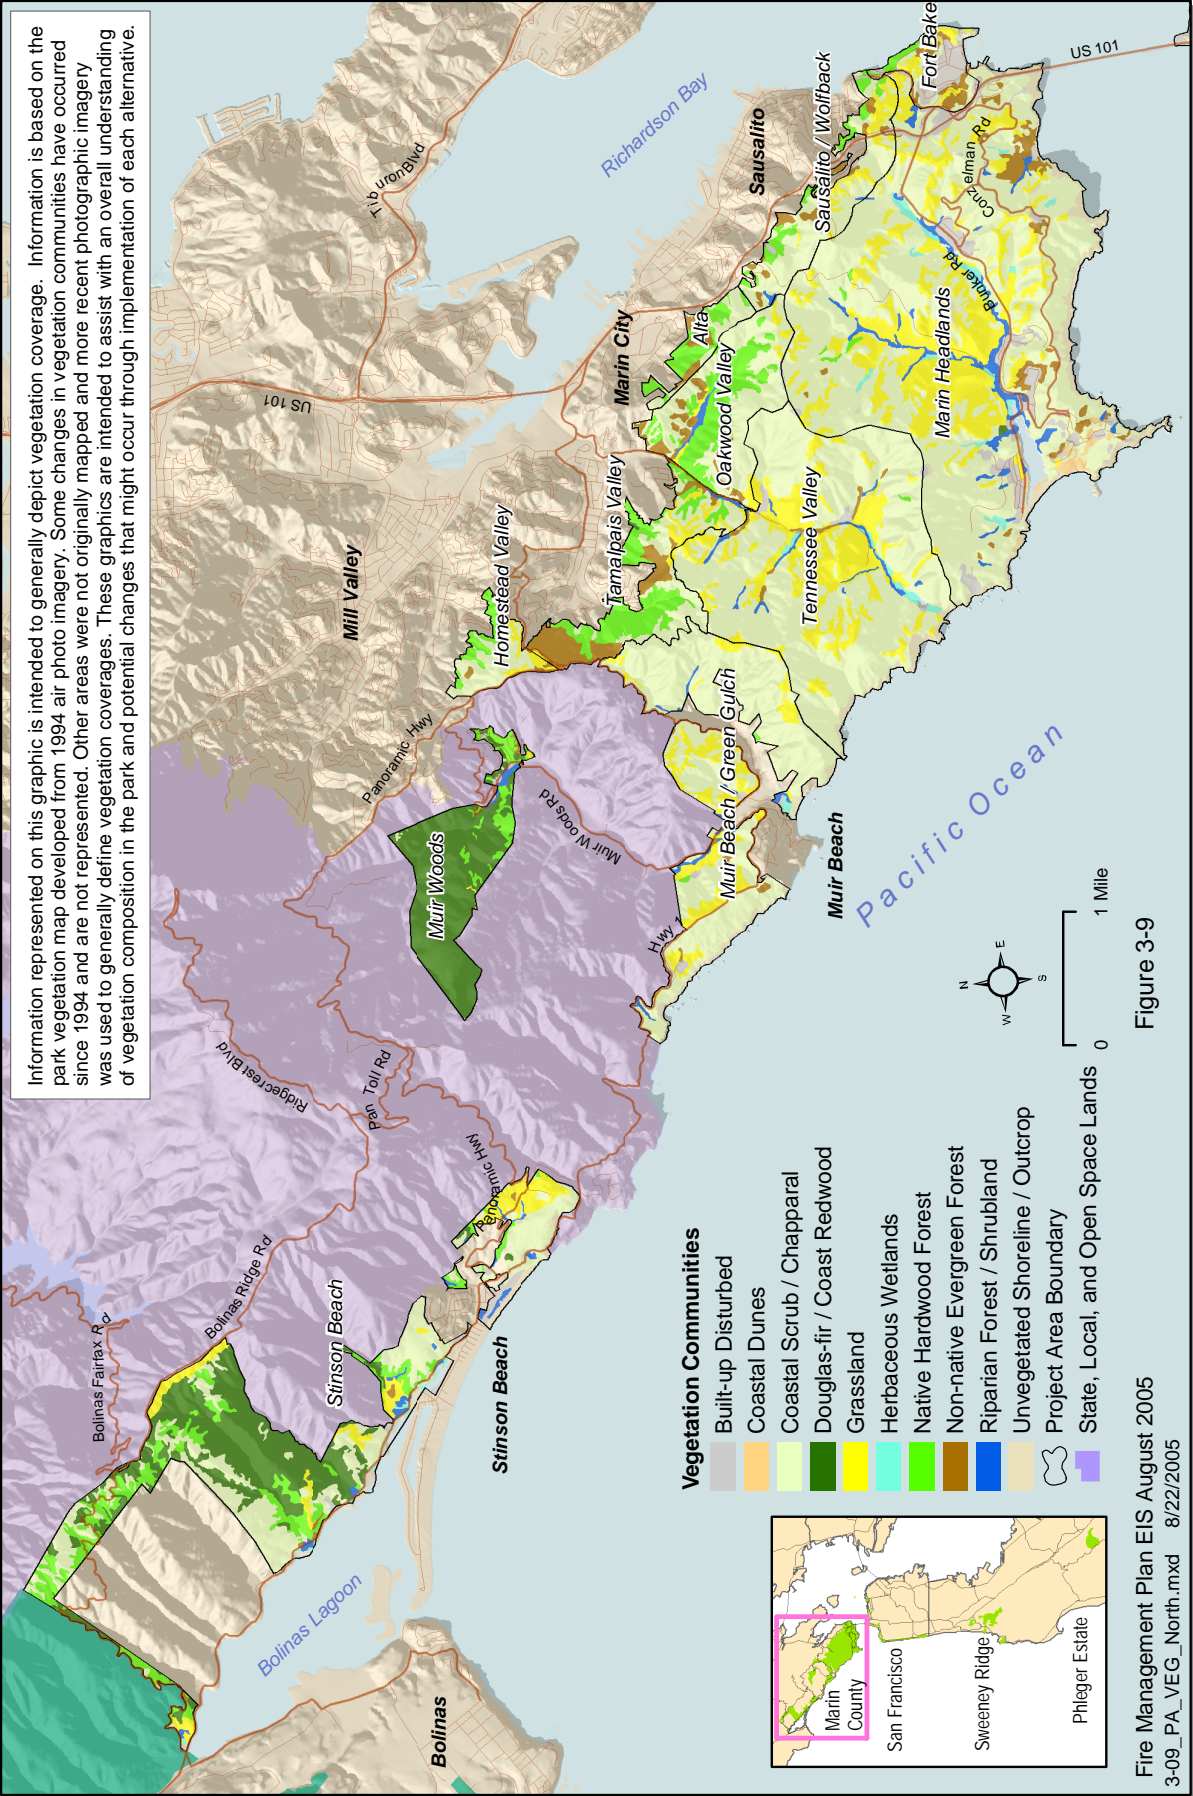 Information represented on this graphic is intended to generally depict vegetation coverage. Information is based on the
park vegetation map developed from 1994 air photo imagery. Some changes in vegetation communities have occurred
since 1994 and are not represented. Other areas were not originally mapped and more recent photographic imagery
was used to generally define vegetation coverages. These graphics are intended to assist with an overall understanding
of vegetation composition in the park and potential changes that might occur through implementation of each alternative.
Bolinas Fairfax Rd
Bolinas Ridge Rd
Ridgecrest Blvd
Pan Toll Rd
Panoramic Hwy
Panoramic Hwy
Muir Woods Rd
Hwy 1
US 101
Tiburon Blvd
US 101
Conzelman Rd
Bunker Rd
Bolinas Lagoon
Richardson Bay
Pacific Ocean
Bolinas
Stinson Beach
Stinson Beach
Muir Woods
Mill Valley
Homestead Valley
Tamalpais Valley
Marin City
Alta
Oakwood Valley
Sausalito
Sausalito / Wolfback
Fort Bake
Marin Headlands
Tennessee Valley
Muir Beach / Green Gulch
Muir Beach
Vegetation Communities
Built-up Disturbed
Coastal Dunes
Coastal Scrub / Chapparal
Douglas-fir / Coast Redwood
Grassland
Herbaceous Wetlands
Native Hardwood Forest
Non-native Evergreen Forest
Riparian Forest / Shrubland
Unvegetated Shoreline / Outcrop
Project Area Boundary
State, Local, and Open Space Lands
N
W
E
S
0
1 Mile
Marin
County
San Francisco
Sweeney Ridge
Phleger Estate
Figure 3-9
Fire Management Plan EIS August 2005
3-09_PA_VEG_North.mxd 8/22/2005